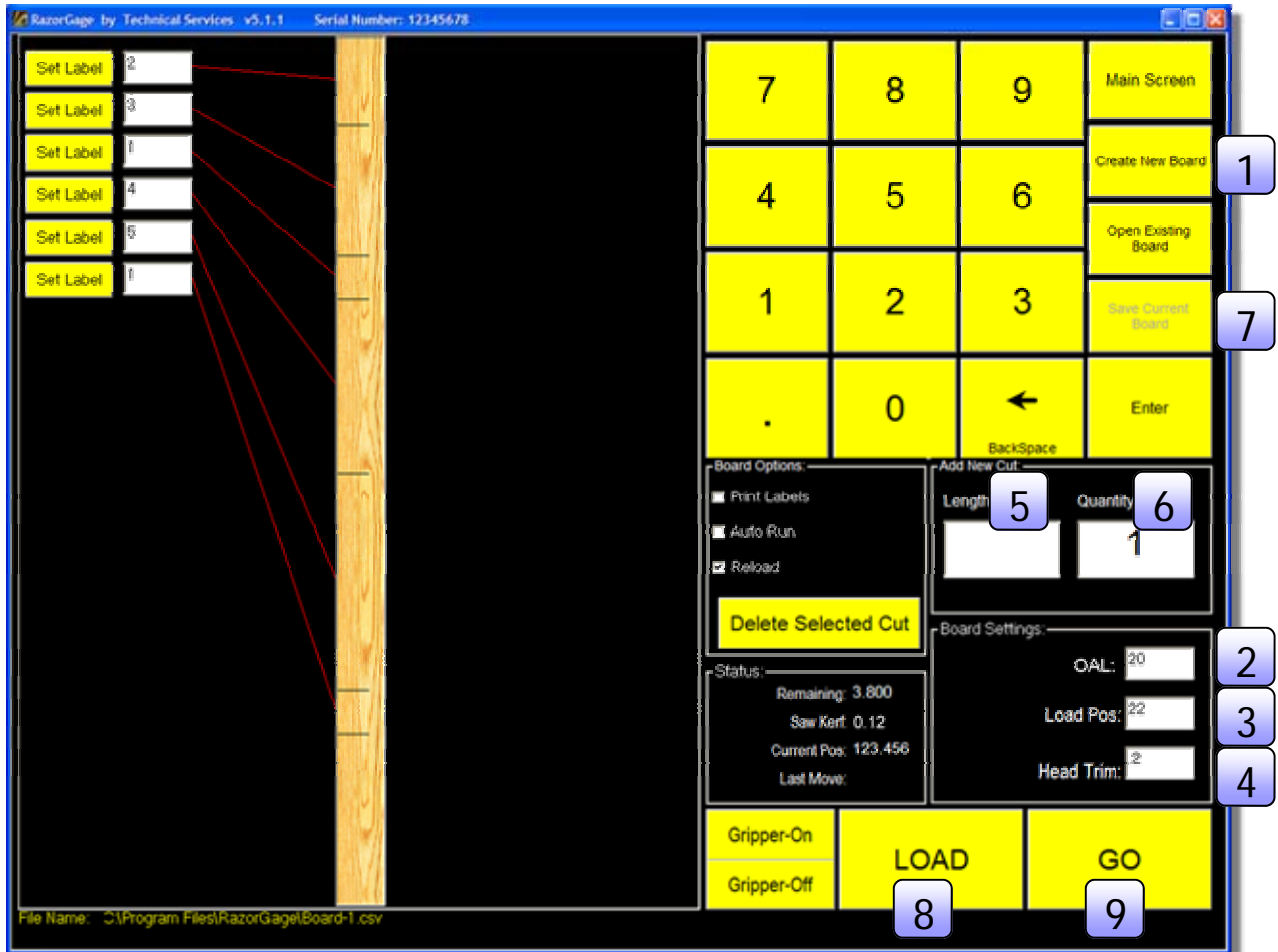 RazorGage by Technical Services v5.1.1 Serial Number: 12345678
Set Label 2
Set Label 3
Set Label 1
Set Label 4
Set Label 5
Set Label 1
7 8 9 Main Screen
Create New Board 1
4 5 6
Open Existing
Board
1 2 3 Save Current
Board 7
. 0 BackSpace Enter
Board Options:
Print Labels
Auto Run
Reload
Delete Selected Cut
Add New Cut:
Length 5 Quantity 6
1
Board Settings:
OAL: 20 2
Load Pos: 22 3
Head Trim: .2 4
Status:
Remaining: 3.800
Saw Kerf: 0.12
Current Pos: 123.456
Last Move:
Gripper-On
Gripper-Off
LOAD
8
GO
9
File Name: C:\Program Files\RazorGage\Board-1.csv